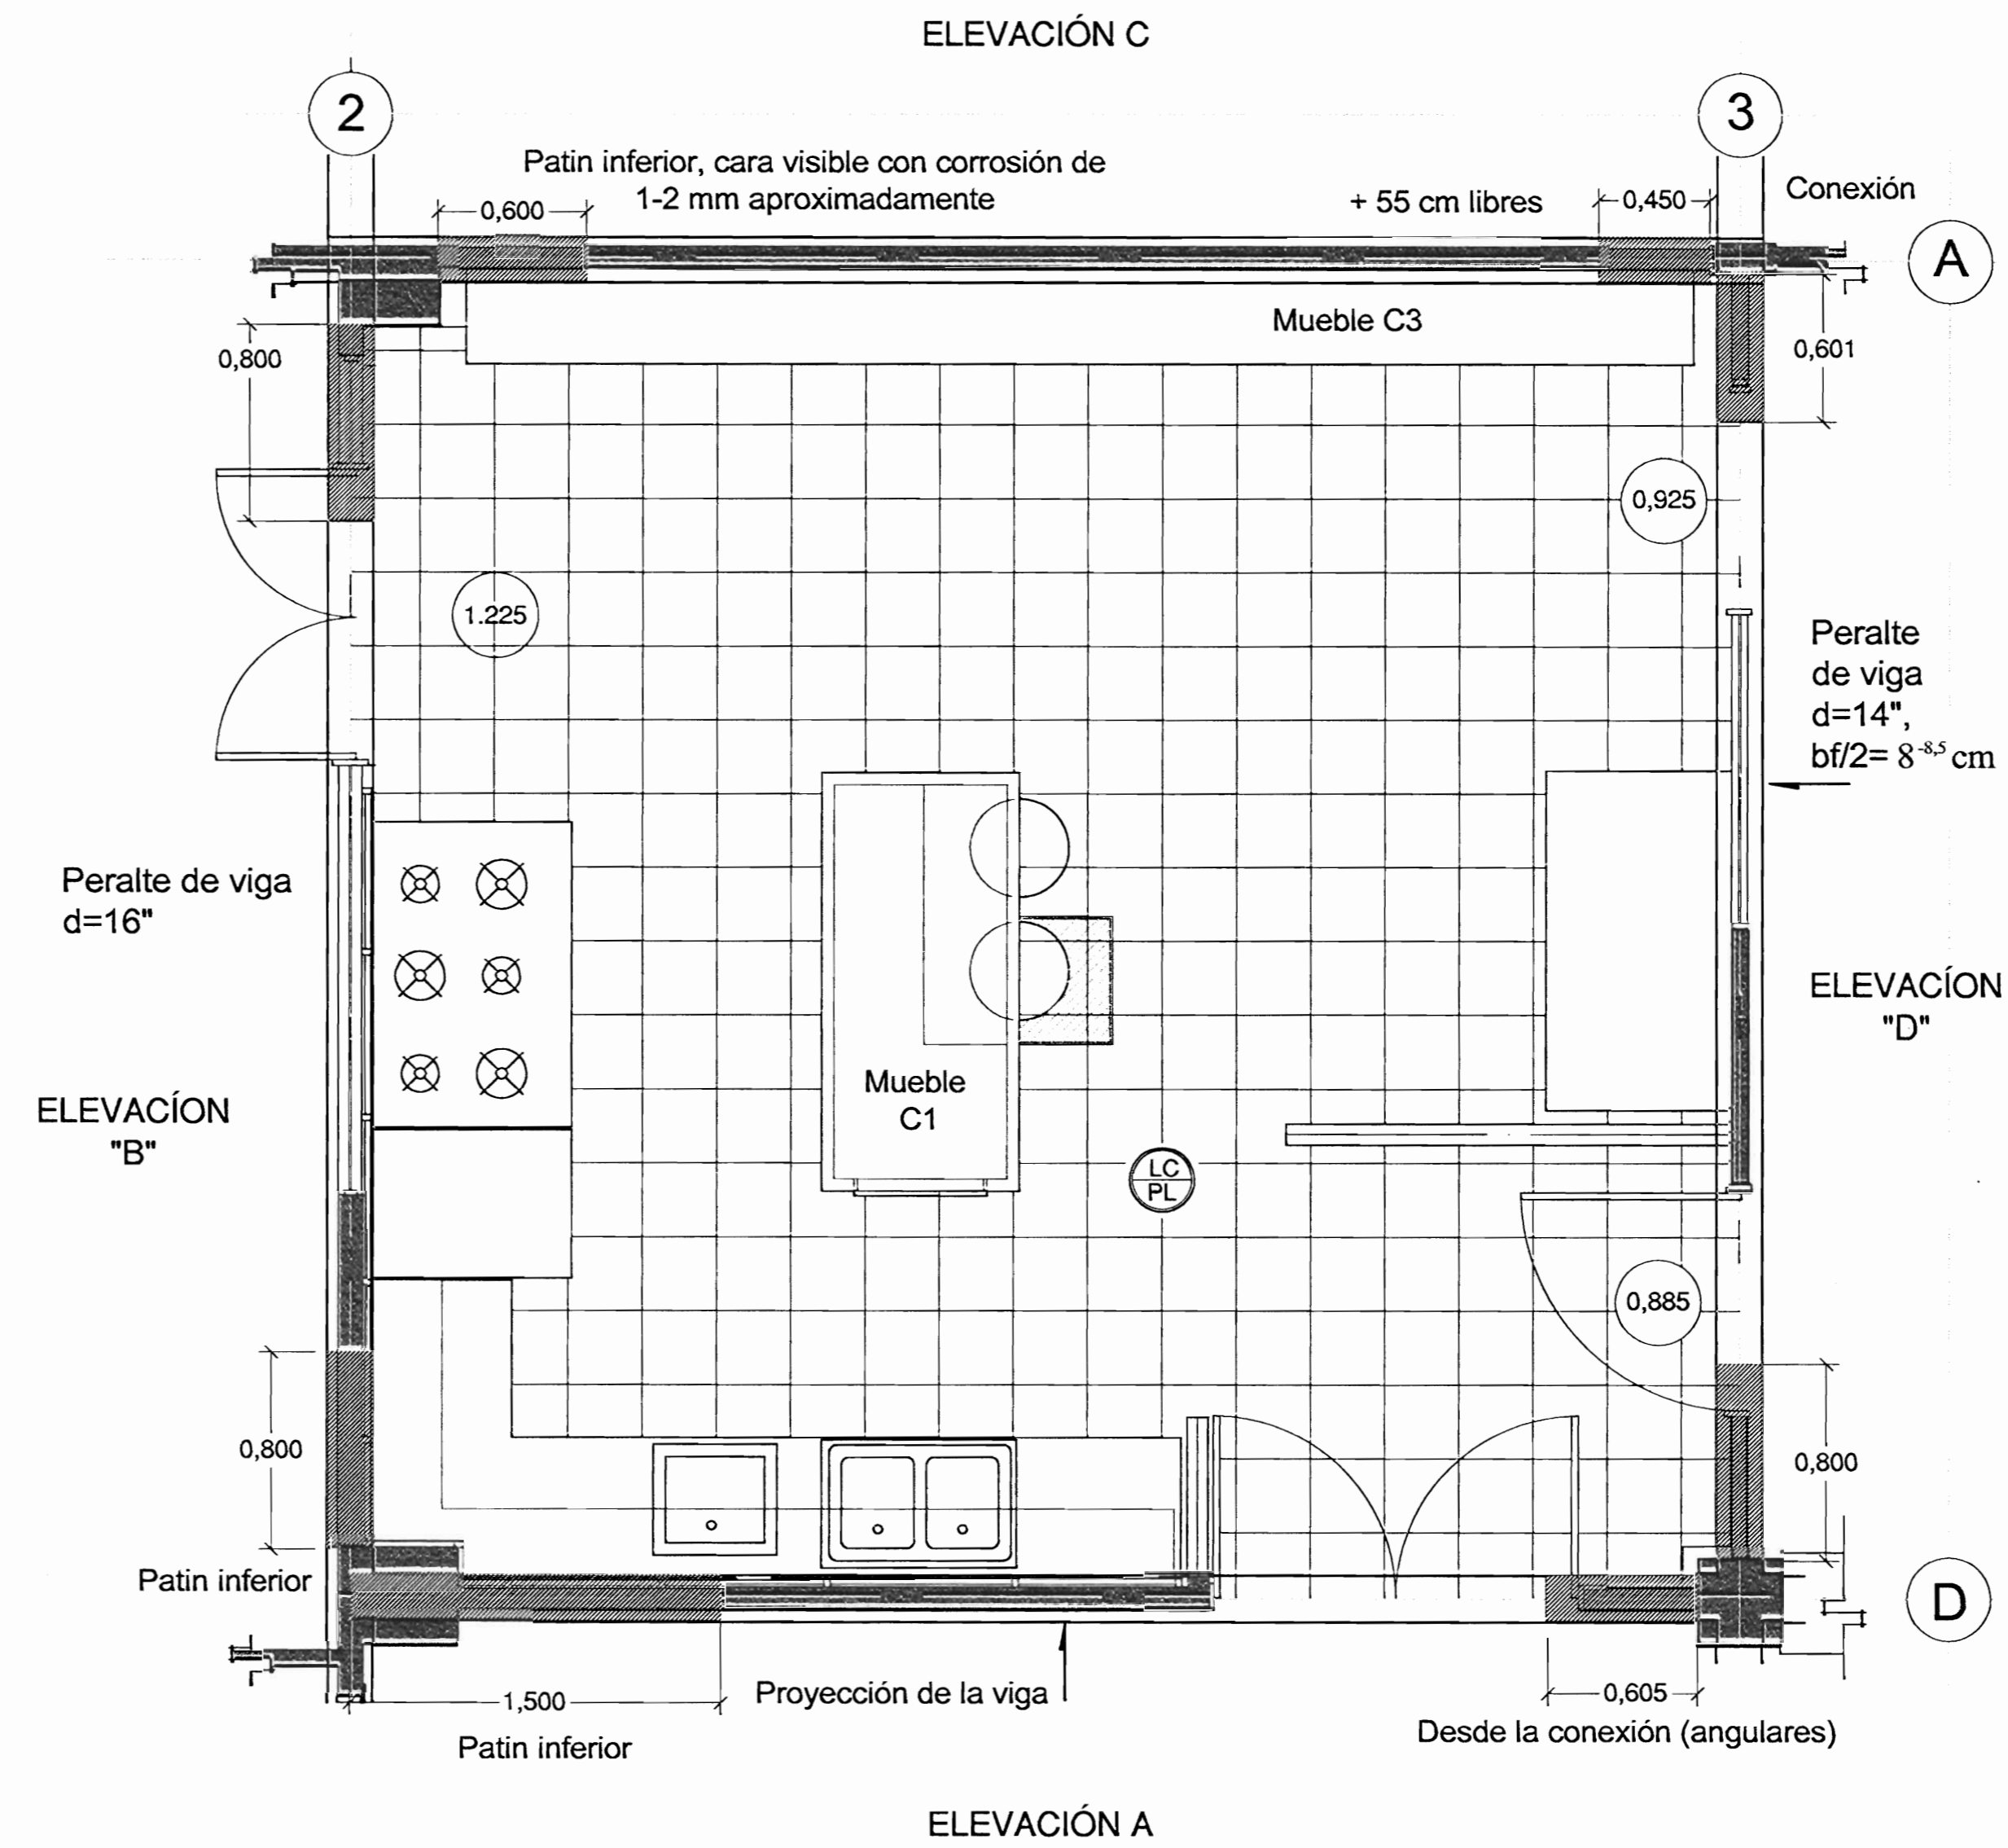 ELEVACIÓN C
2
3
Patin inferior, cara visible con corrosión de
1-2 mm aproximadamente
0,600
+ 55 cm libres
0,450
Conexión
A
Mueble C3
0,800
0,601
0,925
1.225
Peralte
de viga
d=14",
bf/2= 8-8,5 cm
Peralte de viga
d=16"
ELEVACÍON
"D"
Mueble
C1
ELEVACÍON
"B"
LC
PL
0,885
0,800
0,800
Patin inferior
D
1,500
Proyección de la viga
0,605
Desde la conexión (angulares)
Patin inferior
ELEVACIÓN A